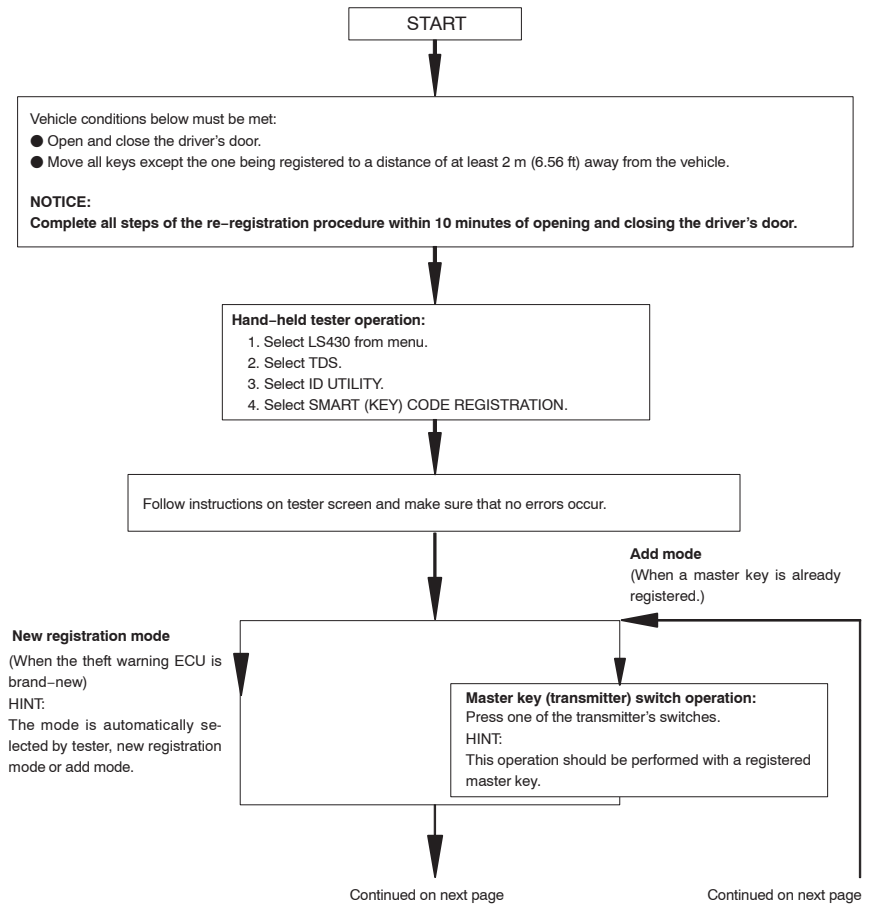 START
Vehicle conditions below must be met:
● Open and close the driver's door.
● Move all keys except the one being registered to a distance of at least 2 m (6.56 ft) away from the vehicle.
NOTICE:
Complete all steps of the re−registration procedure within 10 minutes of opening and closing the driver's door.
Hand−held tester operation:
1. Select LS430 from menu.
2. Select TDS.
3. Select ID UTILITY.
4. Select SMART (KEY) CODE REGISTRATION.
Follow instructions on tester screen and make sure that no errors occur.
Add mode
(When a master key is already
registered.)
New registration mode
(When the theft warning ECU is
brand−new)
HINT:
The mode is automatically se-
lected by tester, new registration
mode or add mode.
Master key (transmitter) switch operation:
Press one of the transmitter's switches.
HINT:
This operation should be performed with a registered
master key.
Continued on next page
Continued on next page